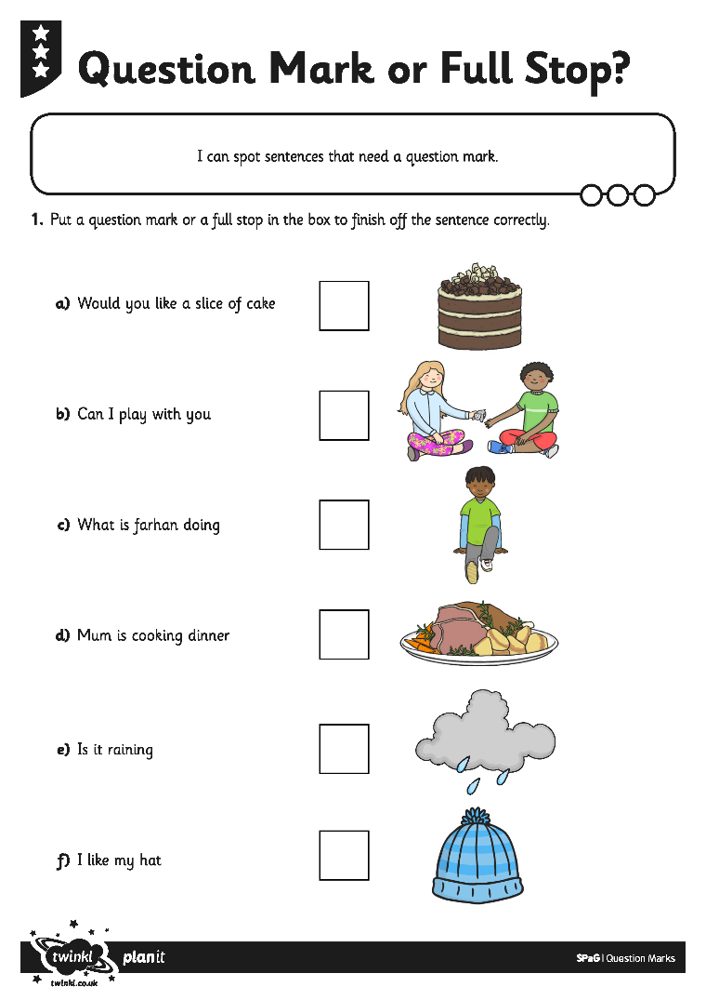 Question Mark or Full Stop?
I can spot sentences that need a question mark.
1. Put a question mark or a full stop in the box to finish off the sentence correctly.
a) Would you like a slice of cake
b) Can I play with you
c) What is farhan doing
d) Mum is cooking dinner
e) Is it raining
f) I like my hat
twinkl planit
twinkl.co.uk
SPaG | Question Marks